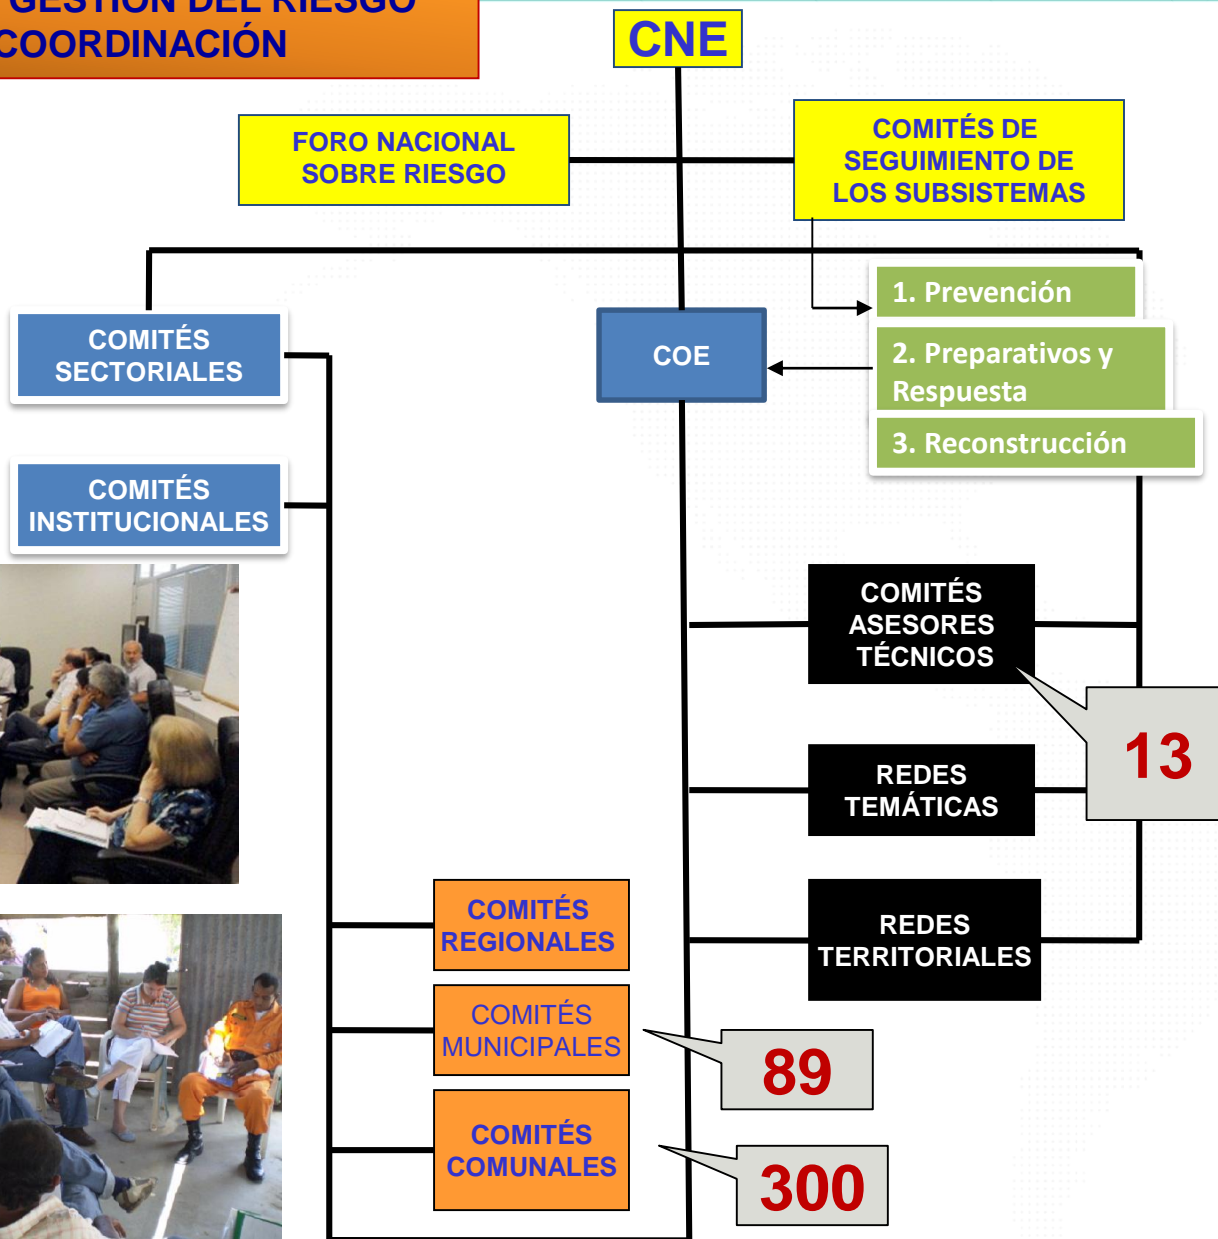 GESTIÓN DEL RIESGO
COORDINACIÓN
CNE
FORO NACIONAL
SOBRE RIESGO
COMITÉS DE
SEGUIMIENTO DE
LOS SUBSISTEMAS
1. Prevención
2. Preparativos y
Respuesta
3. Reconstrucción
COMITÉS
SECTORIALES
COE
COMITÉS
INSTITUCIONALES
COMITÉS
ASESORES
TÉCNICOS
13
REDES
TEMÁTICAS
REDES
TERRITORIALES
COMITÉS
REGIONALES
COMITÉS
MUNICIPALES
89
COMITÉS
COMUNALES
300